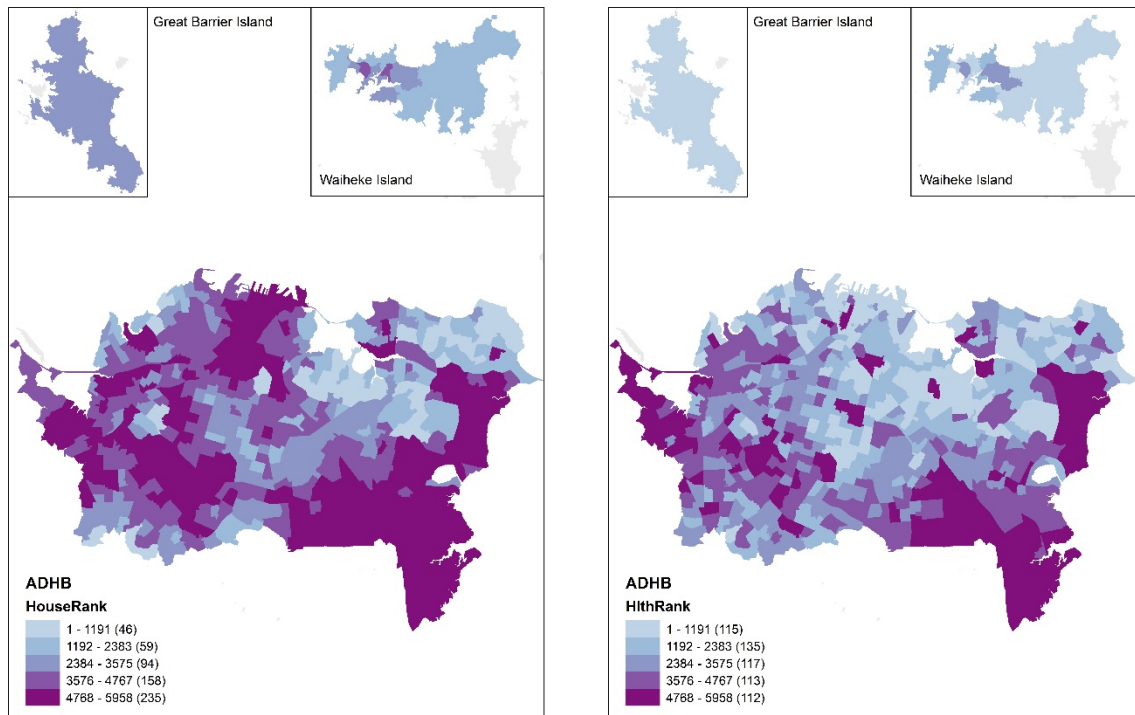 Great Barrier Island
Waiheke Island
ADHB
HouseRank
1 - 1191 (46)
1192 - 2383 (59)
2384 - 3575 (94)
3576 - 4767 (158)
4768 - 5958 (235)
Great Barrier Island
Waiheke Island
ADHB
HlthRank
1 - 1191 (115)
1192 - 2383 (135)
2384 - 3575 (117)
3576 - 4767 (113)
4768 - 5958 (112)